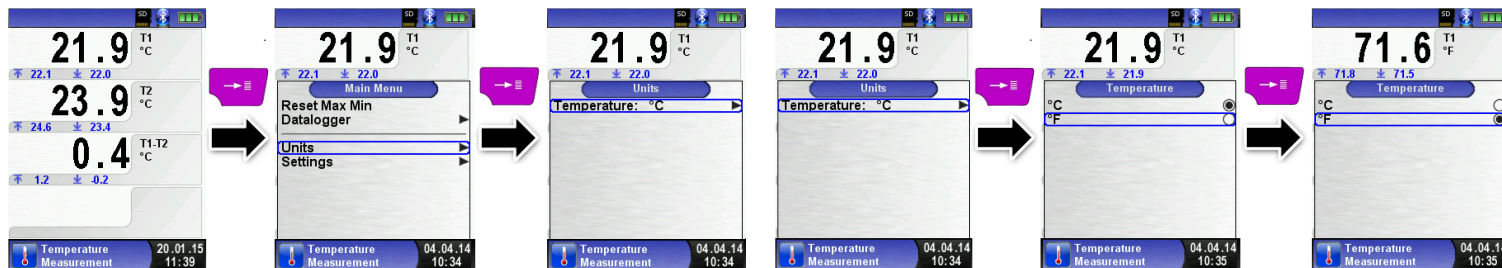 SD
21.9 T1
°C
22.1 22.0
23.9 T2
°C
24.6 23.4
0.4 T1-T2
°C
1.2 -0.2
Temperature 20.01.15
Measurement 11:39
SD
21.9 T1
°C
22.1 22.0
Main Menu
Reset Max Min
Datalogger
Units
Settings
Temperature 04.04.14
Measurement 10:34
SD
21.9 T1
°C
22.1 22.0
Units
Temperature: °C
Temperature 04.04.14
Measurement 10:34
SD
21.9 T1
°C
22.1 22.0
Units
Temperature: °C
Temperature 04.04.14
Measurement 10:34
SD
21.9 T1
°C
22.1 21.9
Temperature
°C
°F
Temperature 04.04.14
Measurement 10:35
SD
71.6 T1
°F
71.8 71.5
Temperature
°C
°F
Temperature 04.04.1
Measurement 10:35